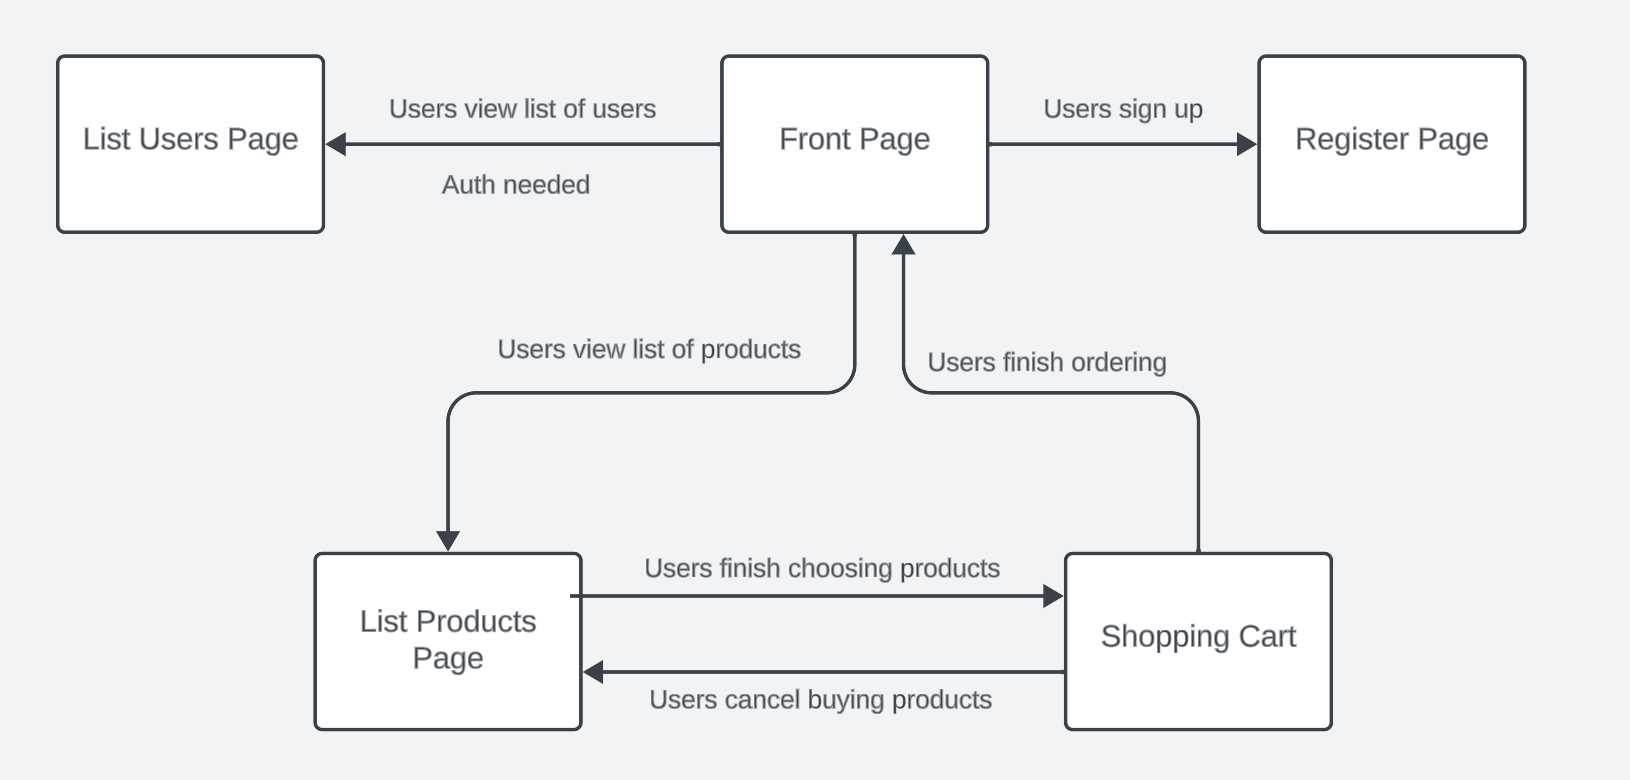 Users view list of users
Users sign up
List Users Page
Front Page
Register Page
Auth needed
Users view list of products
Users finish ordering
Users finish choosing products
List Products
Page
Shopping Cart
Users cancel buying products